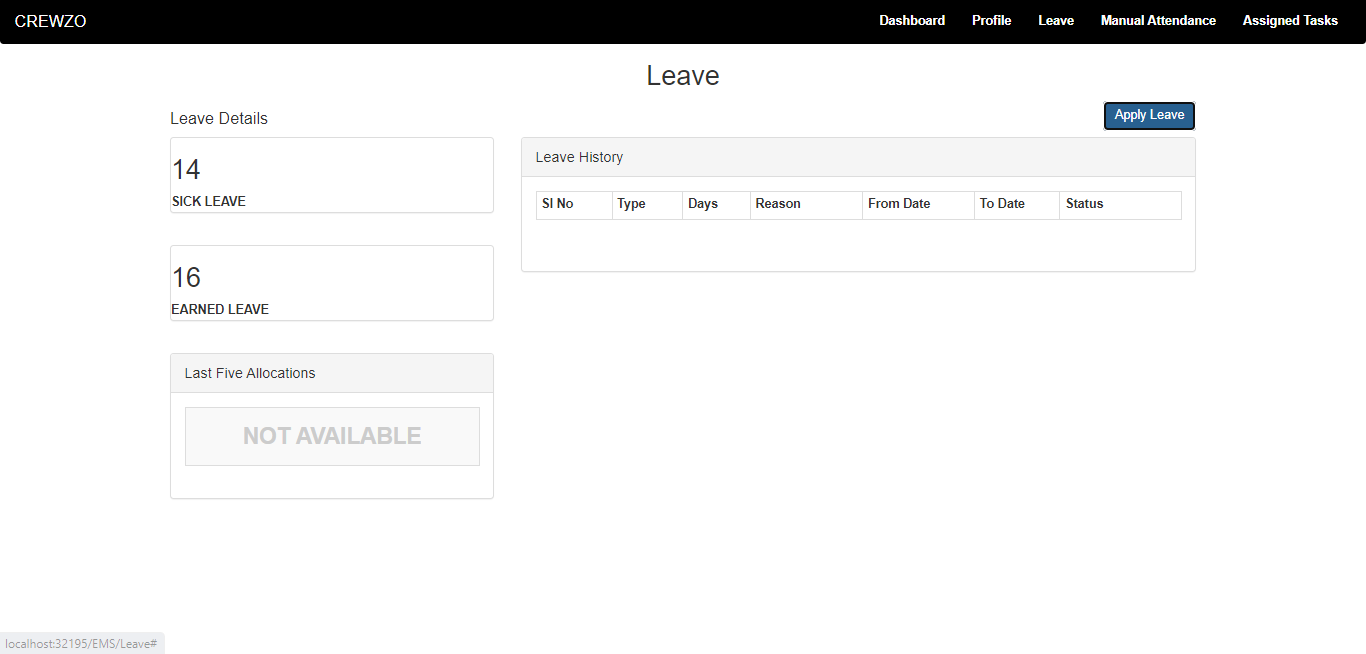 CREWZO Dashboard Profile Leave Manual Attendance Assigned Tasks
Leave
Leave Details
Apply Leave
14
SICK LEAVE
16
EARNED LEAVE
Last Five Allocations
NOT AVAILABLE
Leave History
Sl No Type Days Reason From Date To Date Status
localhost:32195/EMS/Leave#